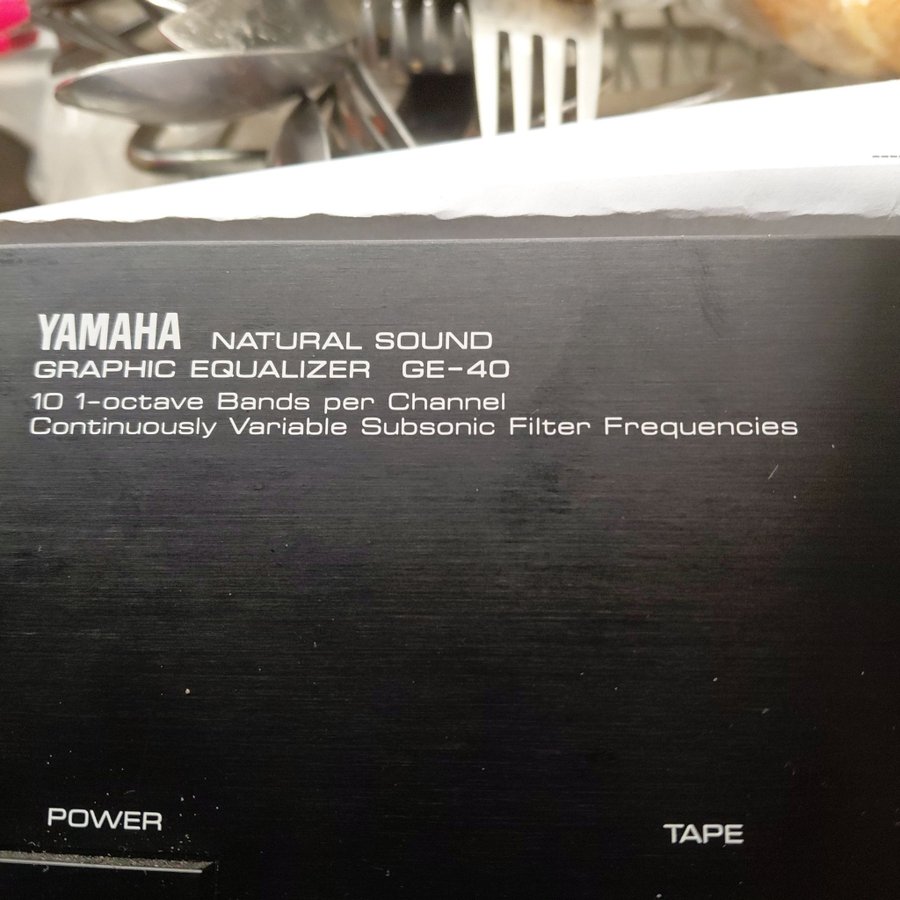 YAMAHA NATURAL SOUND
GRAPHIC EQUALIZER GE-40
10 1-octave Bands per Channel
Continuously Variable Subsonic Filter Frequencies
POWER
TAPE